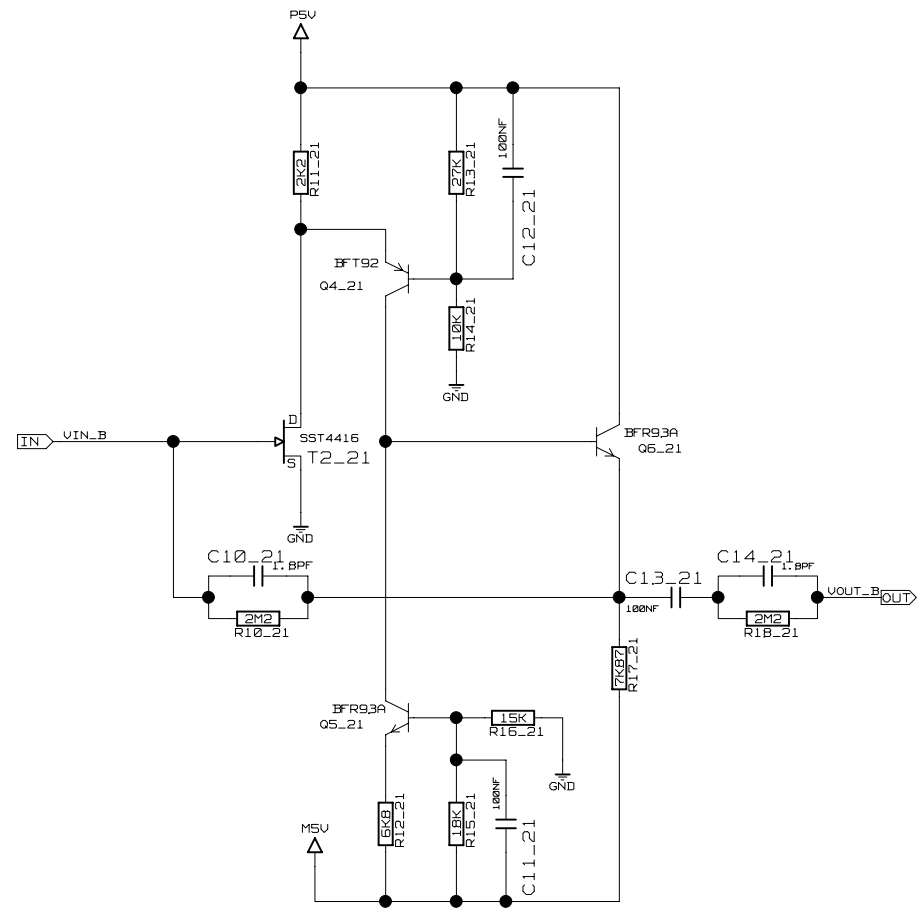 P5V
100NF
2K2
R11_21
27K
R13_21
C12_21
BFT92
Q4_21
10K
R14_21
GND
IN
VIN_B
D
SST4416
T2_21
S
BFR93A
Q6_21
GND
C10_21
1.8PF
2M2
R10_21
C13_21
100NF
C14_21
1.8PF
2M2
R18_21
VOUT_B
OUT
7K87
R17_21
BFR93A
Q5_21
15K
R16_21
GND
100NF
6K8
R12_21
18K
R15_21
C11_21
M5V